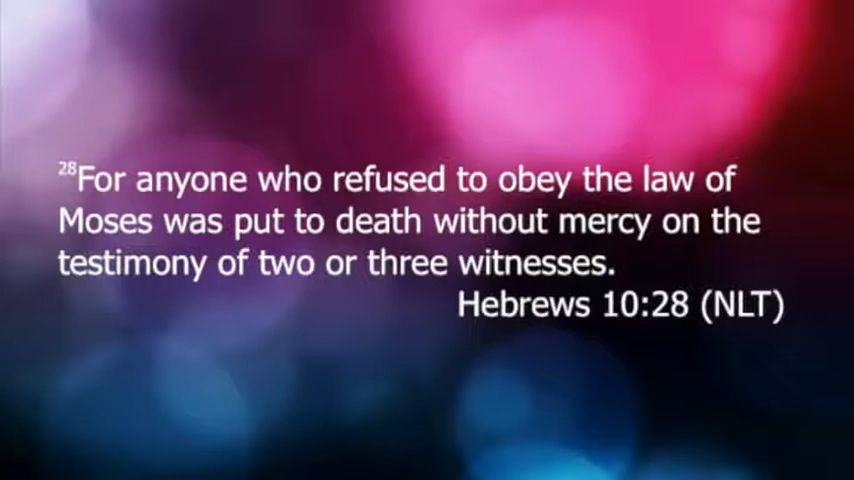 28For anyone who refused to obey the law of
Moses was put to death without mercy on the
testimony of two or three witnesses.
Hebrews 10:28 (NLT)